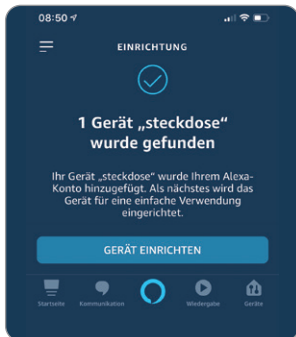 08:50
EINRICHTUNG
1 Gerät „steckdose“
wurde gefunden
Ihr Gerät „steckdose“ wurde Ihrem Alexa-
Konto hinzugefügt. Als nächstes wird das
Gerät für eine einfache Verwendung
eingerichtet.
GERÄT EINRICHTEN
Startseite Kommunikation Wiedergabe Geräte